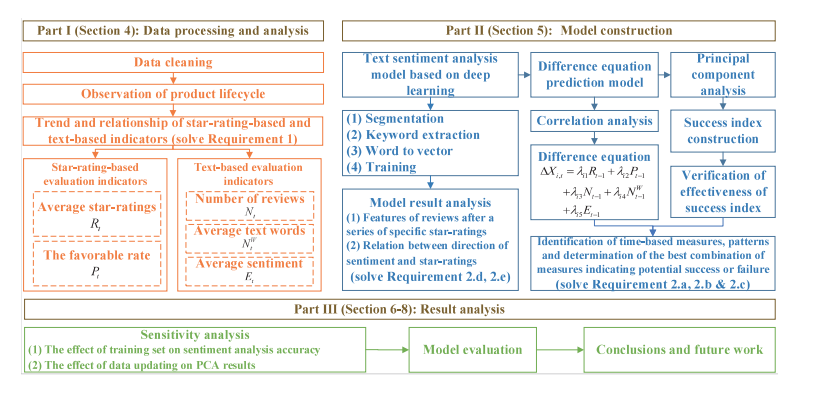 Part I (Section 4): Data processing and analysis
Data cleaning
Observation of product lifecycle
Trend and relationship of star-rating-based and
text-based indicators (solve Requirement 1)
Star-rating-based
evaluation indicators
Average star-ratings
R_t
The favorable rate
P_t
Text-based evaluation
indicators
Number of reviews
N_t
Average text words
N_t^W
Average sentiment
E_t
Part II (Section 5): Model construction
Text sentiment analysis
model based on deep
learning
(1) Segmentation
(2) Keyword extraction
(3) Word to vector
(4) Training
Model result analysis
(1) Features of reviews after a
series of specific star-ratings
(2) Relation between direction of
sentiment and star-ratings
(solve Requirement 2.d, 2.e)
Difference equation
prediction model
Correlation analysis
Difference equation
ΔX_{i,t} = λ_{i1}R_{t-1} + λ_{i2}P_{t-1}
+λ_{i3}N_{t-1} + λ_{i4}N_{t-1}^W
+λ_{i5}E_{t-1}
Principal
component
analysis
Success index
construction
Verification of
effectiveness of
success index
Identification of time-based measures, patterns
and determination of the best combination of
measures indicating potential success or failure
(solve Requirement 2.a, 2.b & 2.c)
Part III (Section 6-8): Result analysis
Sensitivity analysis
(1) The effect of training set on sentiment analysis accuracy
(2) The effect of data updating on PCA results
Model evaluation
Conclusions and future work